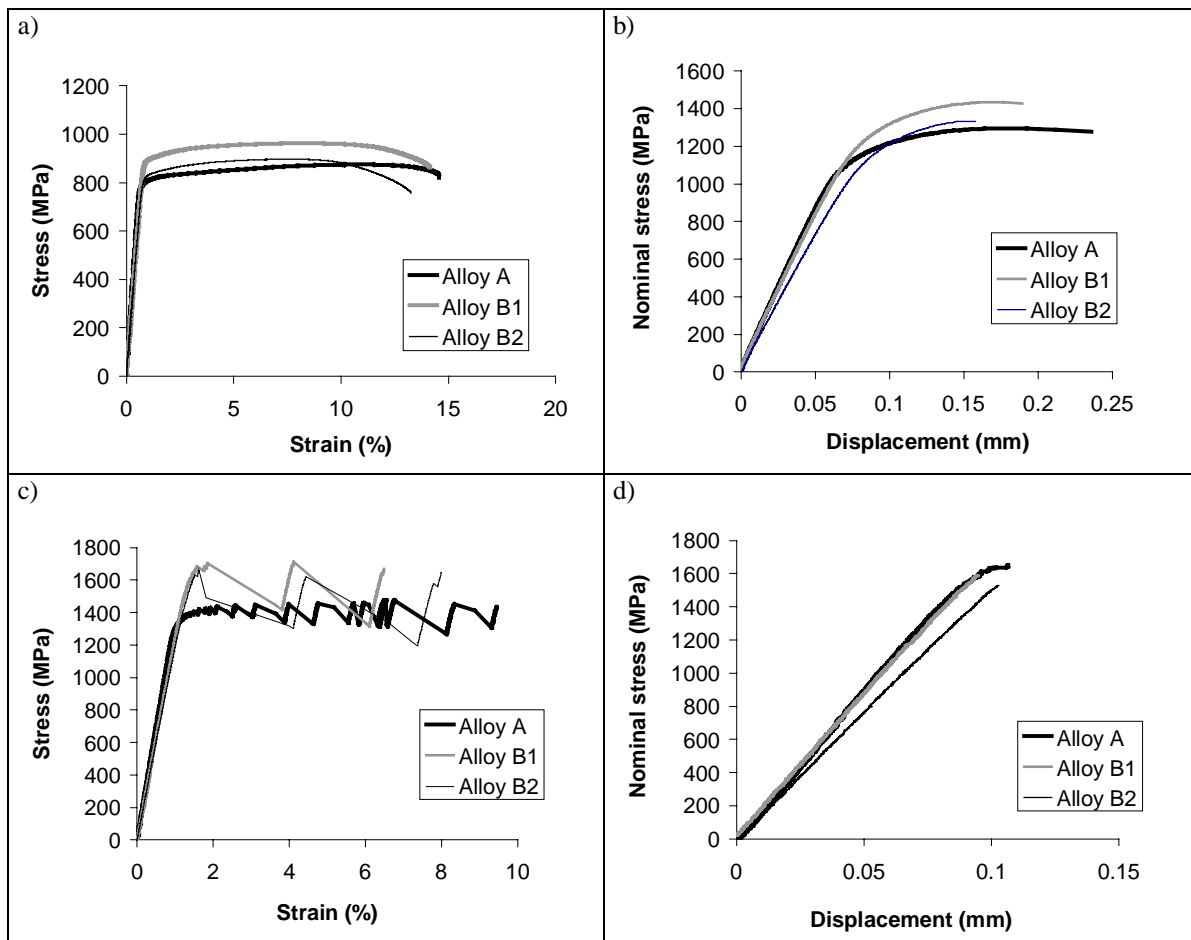 a)
1200
1000
800
600
400
200
0
0 5 10 15 20
Stress (MPa)
Strain (%)
Alloy A
Alloy B1
Alloy B2
b)
1600
1400
1200
1000
800
600
400
200
0
0 0.05 0.1 0.15 0.2 0.25
Nominal stress (MPa)
Displacement (mm)
Alloy A
Alloy B1
Alloy B2
c)
1800
1600
1400
1200
1000
800
600
400
200
0
0 2 4 6 8 10
Stress (MPa)
Strain (%)
Alloy A
Alloy B1
Alloy B2
d)
1800
1600
1400
1200
1000
800
600
400
200
0
0 0.05 0.1 0.15
Nominal stress (MPa)
Displacement (mm)
Alloy A
Alloy B1
Alloy B2